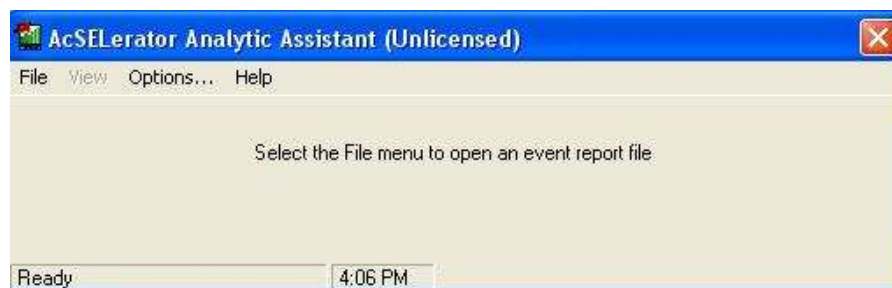 AcSELerator Analytic Assistant (Unlicensed)
File View Options... Help
Select the File menu to open an event report file
Ready 4:06 PM